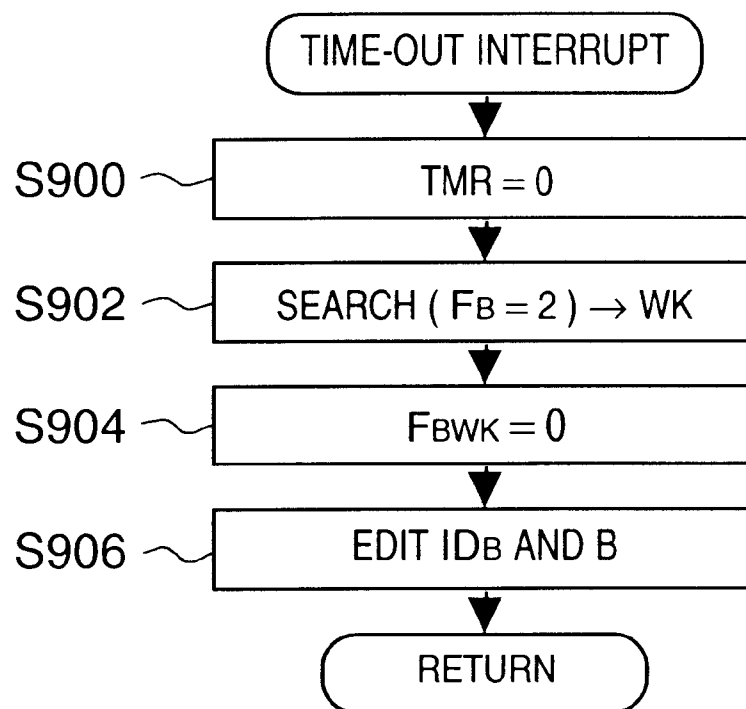 TIME-OUT INTERRUPT
S900
TMR = 0
S902
SEARCH ( FB = 2 ) → WK
S904
FBWK = 0
S906
EDIT IDB AND B
RETURN